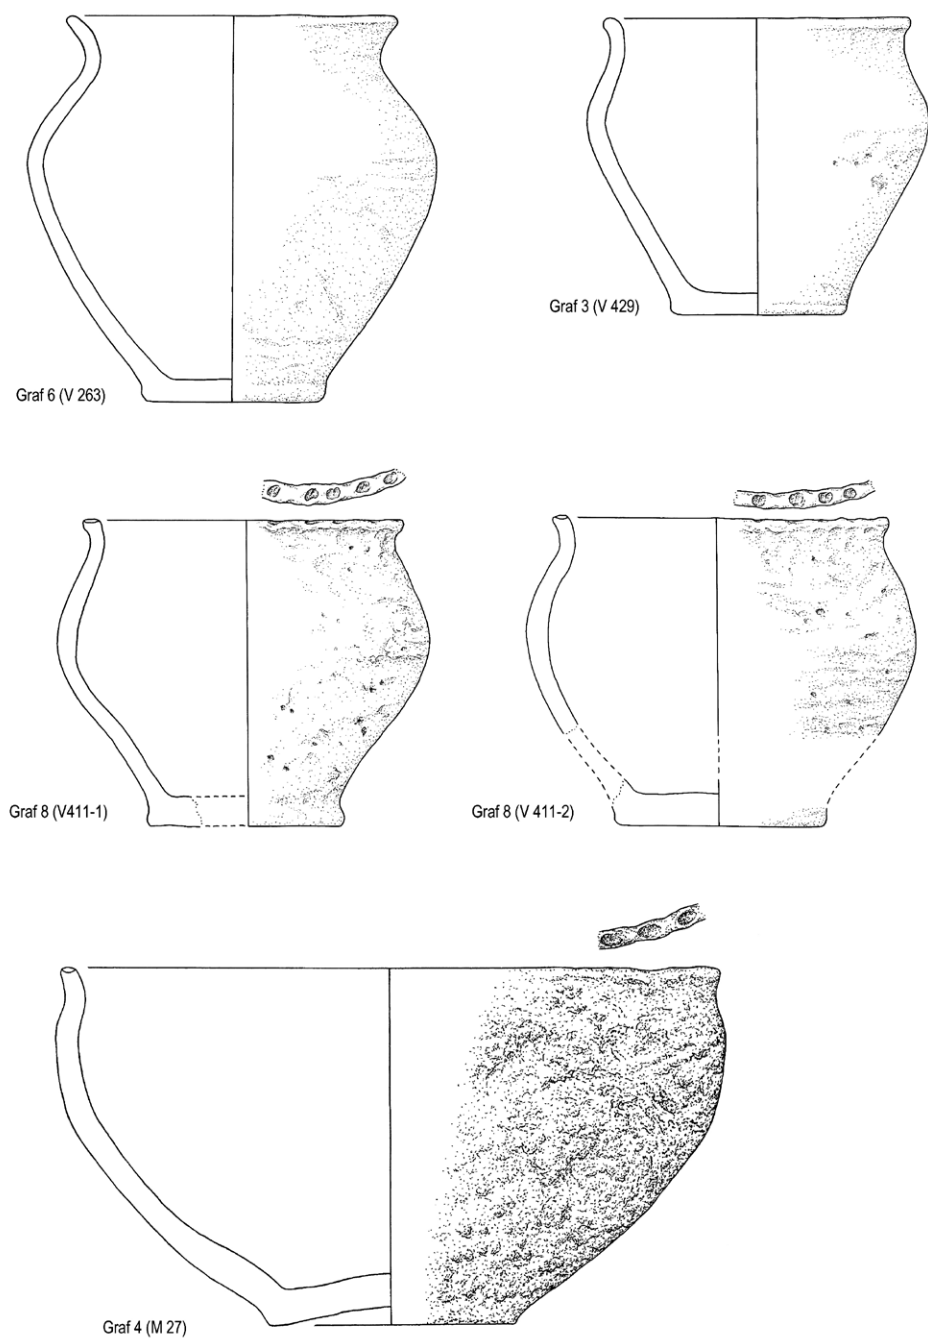 Graf 6 (V 263)
Graf 3 (V 429)
Graf 8 (V411-1)
Graf 8 (V 411-2)
Graf 4 (M 27)